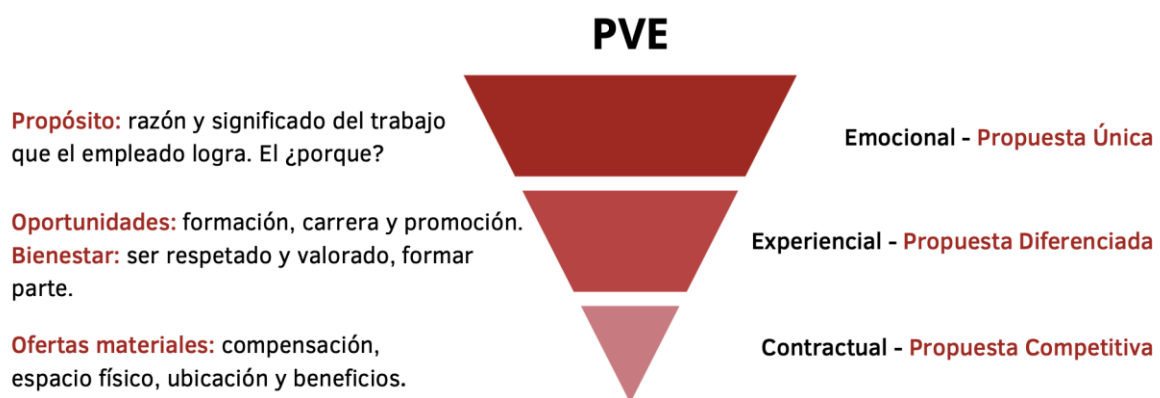 PVE
Propósito: razón y significado del trabajo
que el empleado logra. El ¿porque?
Emocional - Propuesta Única
Oportunidades: formación, carrera y promoción.
Bienestar: ser respetado y valorado, formar
parte.
Experiencial - Propuesta Diferenciada
Ofertas materiales: compensación,
espacio físico, ubicación y beneficios.
Contractual - Propuesta Competitiva